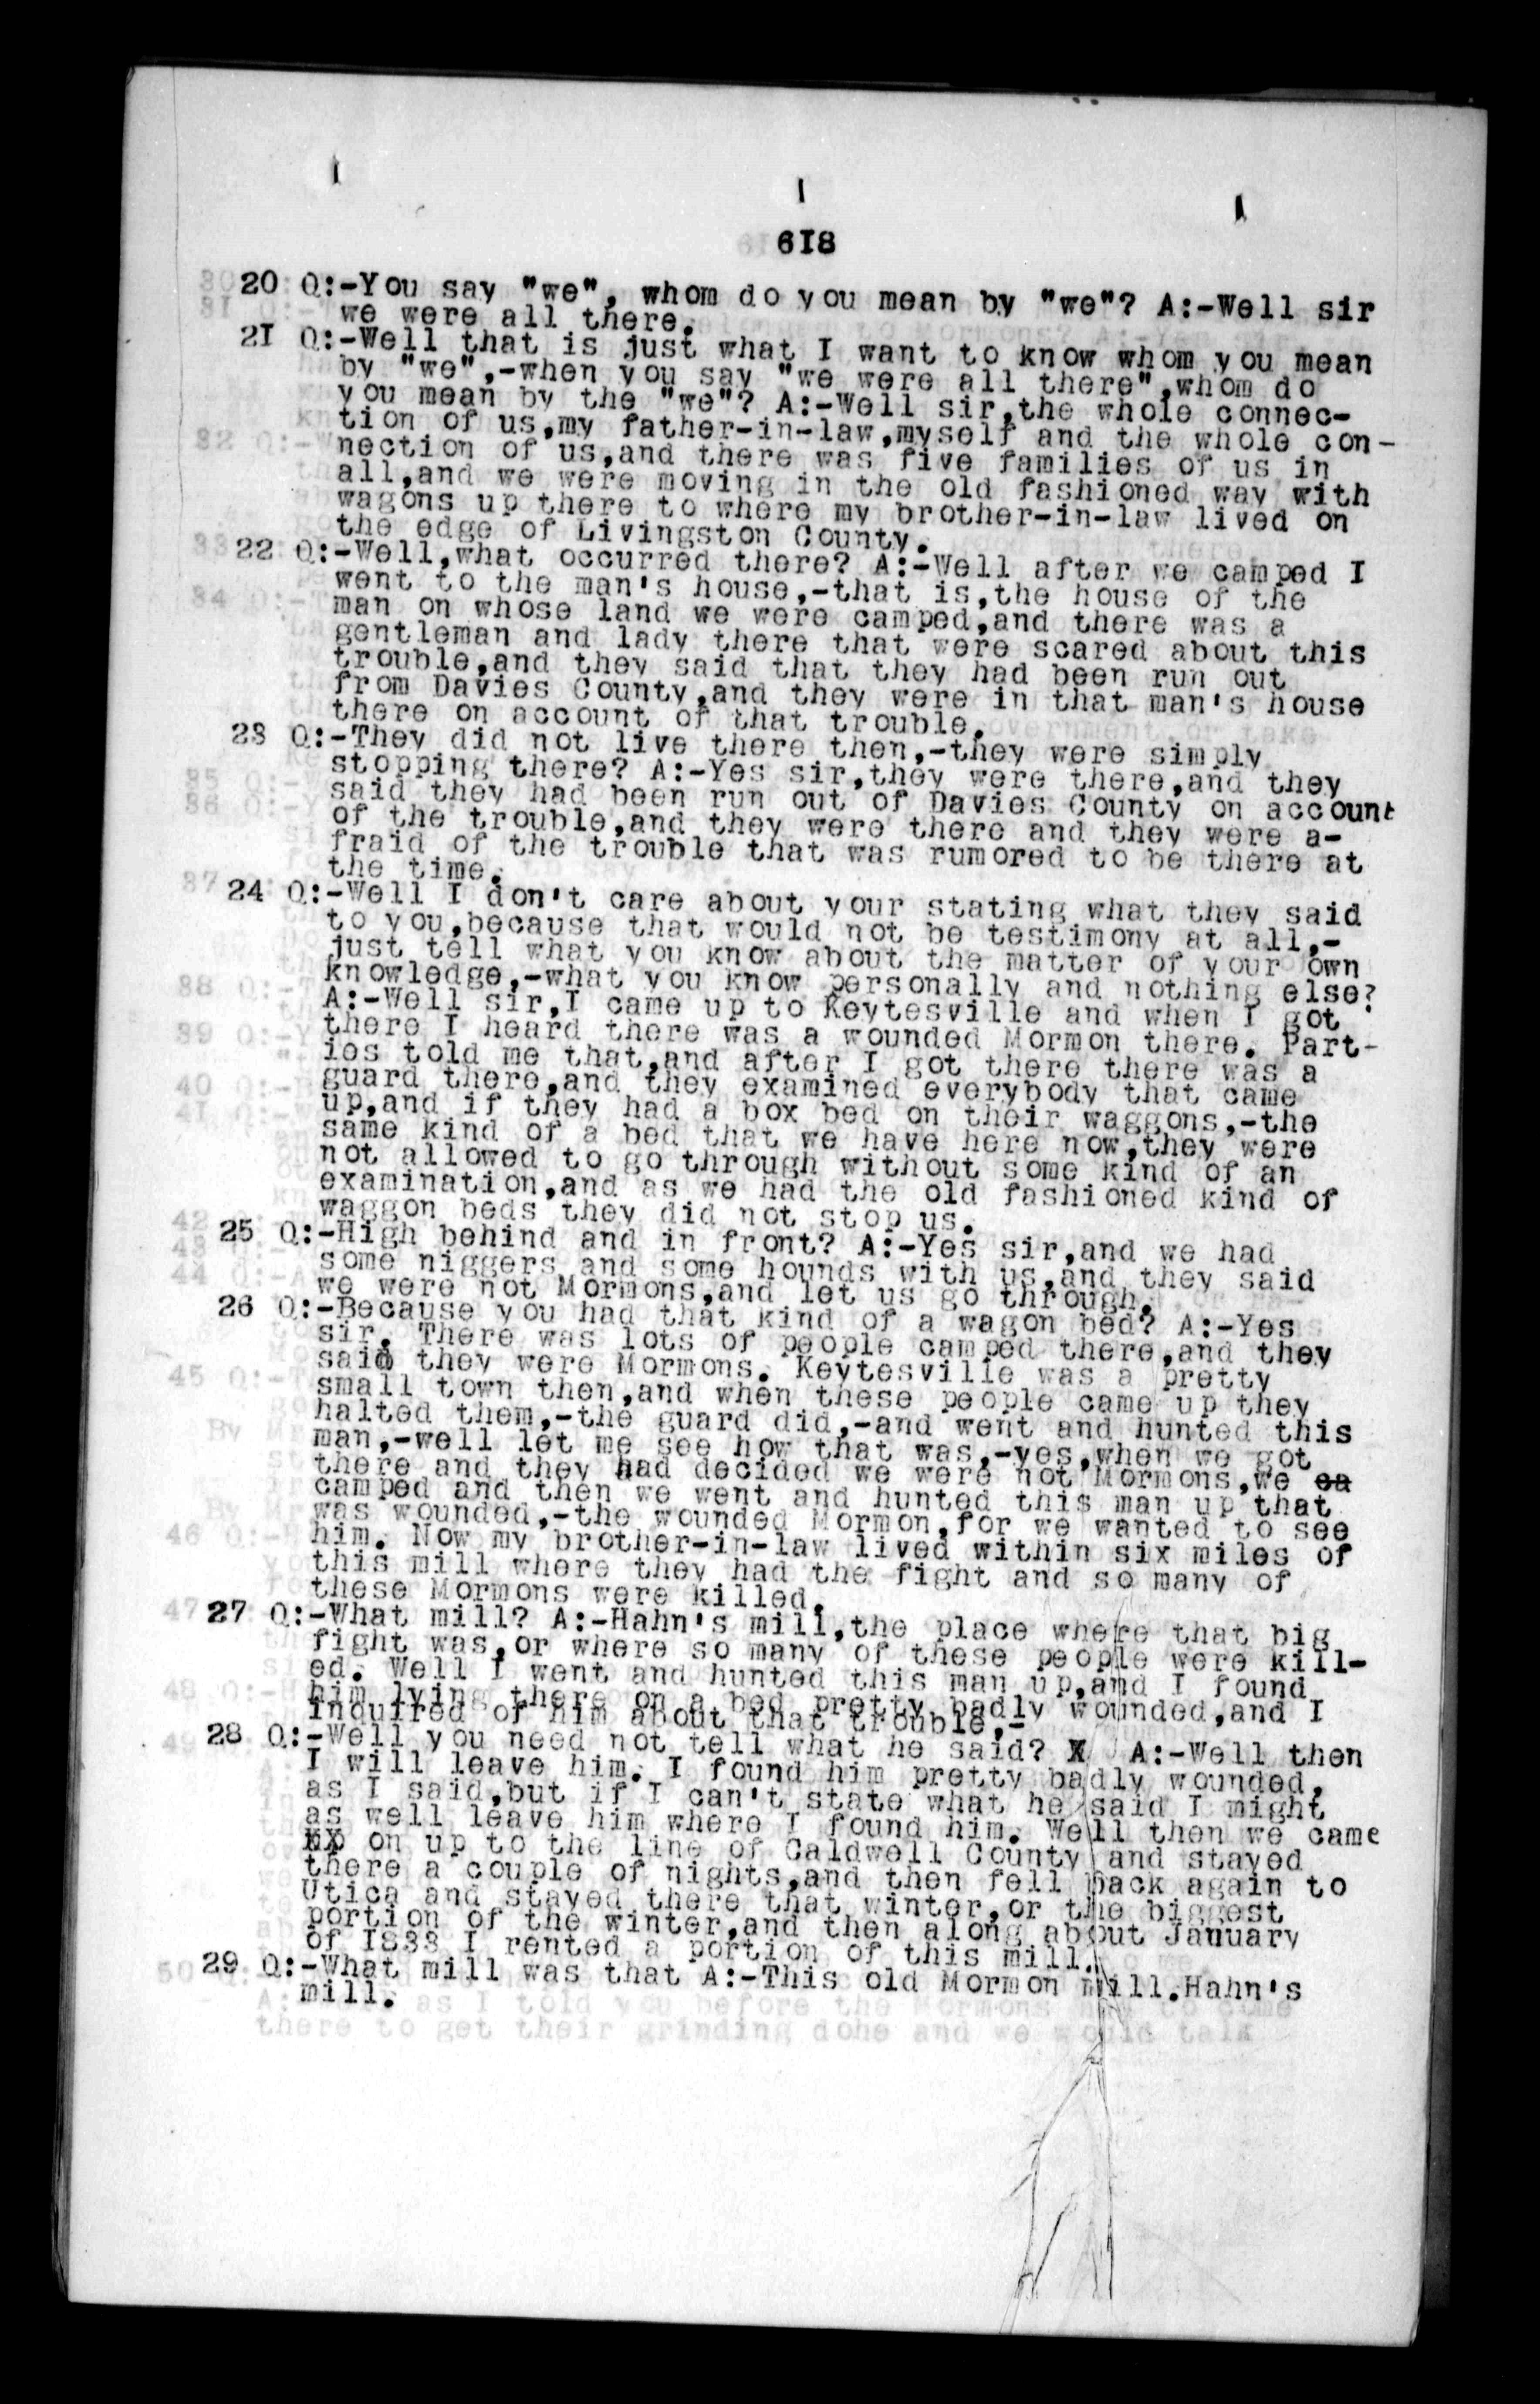 618
20 Q:-You say "we", whom do you mean by "we"? A:-Well sir
we were all there.
21 Q:-Well that is just what I want to know whom you mean
by "we",-when you say "we were all there",whom do
you mean by the "we"? A:-Well sir,the whole connec-
tion of us,my father-in-law,myself and the whole con-
nection of us,and there was five families of us in
all,and we were moving in the old fashioned way with
wagons up there to where my brother-in-law lived on
the edge of Livingston County.
22 Q:-Well,what occurred there? A:-Well after we camped I
went to the man's house,-that is,the house of the
man on whose land we were camped,and there was a
gentleman and lady there that were scared about this
trouble,and they said that they had been run out
from Davies County,and they were in that man's house
there on account of that trouble.
23 Q:-They did not live there then,-they were simply
stopping there? A:-Yes sir,they were there,and they
said they had been run out of Davies County on account
of the trouble,and they were there and they were a-
fraid of the trouble that was rumored to be there at
the time.
24 Q:-Well I don't care about your stating what they said
to you,because that would not be testimony at all,-
just tell what you know about the matter of your own
knowledge,-what you know personally and nothing else?
A:-Well sir,I came up to Keytesville and when I got
there I heard there was a wounded Mormon there. Part-
ies told me that,and after I got there there was a
guard there,and they examined everybody that came
up,and if they had a box bed on their waggons,-the
same kind of a bed that we have here now,they were
not allowed to go through without some kind of an
examination,and as we had the old fashioned kind of
waggon beds they did not stop us.
25 Q:-High behind and in front? A:-Yes sir,and we had
some niggers and some hounds with us,and they said
we were not Mormons,and let us go through.
26 Q:-Because you had that kind of a wagon bed? A:-Yes
sir. There was lots of people camped there,and they
said they were Mormons. Keytesville was a pretty
small town then,and when these people came up they
halted them,-the guard did,-and went and hunted this
man,-well let me see how that was,-yes,when we got
there and they had decided we were not Mormons,we ca
camped and then we went and hunted this man up that
was wounded,-the wounded Mormon,for we wanted to see
him. Now my brother-in-law lived within six miles of
this mill where they had the fight and so many of
these Mormons were killed.
27 Q:-What mill? A:-Hahn's mill,the place where that big
fight was,or where so many of these people were kill-
ed. Well I went and hunted this man up,and I found
him lying there on a bed pretty badly wounded,and I
inquired of him about that trouble,-
28 Q:-Well you need not tell what he said? X A:-Well then
I will leave him. I found him pretty badly wounded,
as I said,but if I can't state what he said I might
as well leave him where I found him. Well then we came
on up to the line of Caldwell County and stayed
there a couple of nights,and then fell back again to
Utica and stayed there that winter,or the biggest
portion of the winter,and then along about January
of 1838 I rented a portion of this mill.
29 Q:-What mill was that A:-This old Mormon mill.Hahn's
mill.